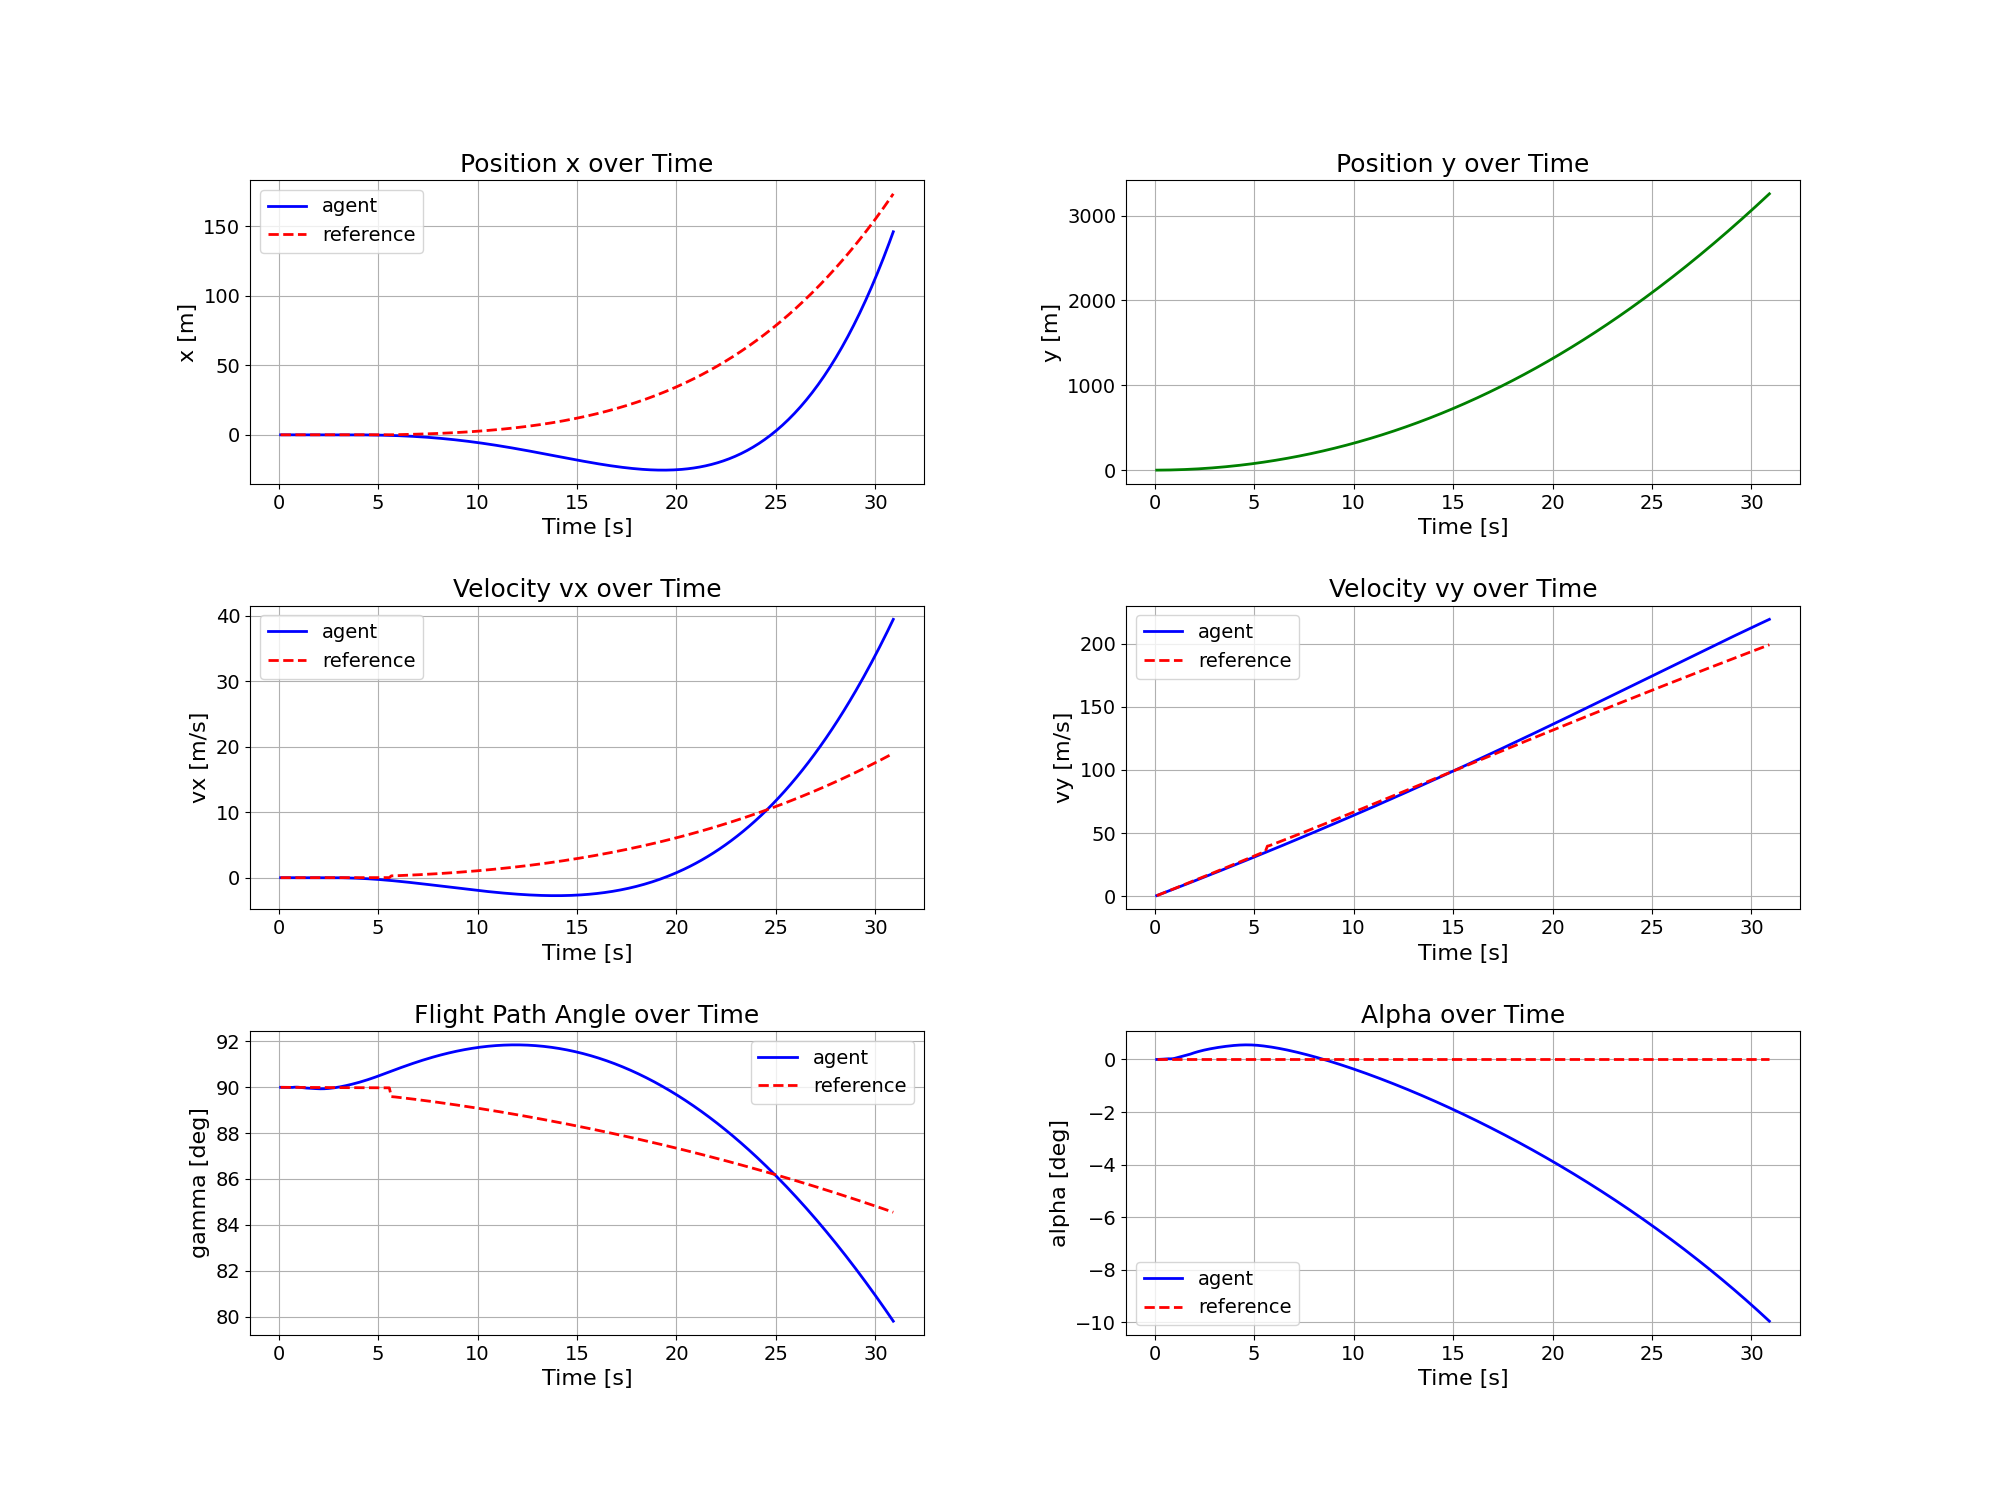 Position x over Time
agent
reference
x [m]
150
100
50
0
0 5 10 15 20 25 30
Time [s]
Position y over Time
y [m]
3000
2000
1000
0
0 5 10 15 20 25 30
Time [s]
Velocity vx over Time
agent
reference
vx [m/s]
40
30
20
10
0
0 5 10 15 20 25 30
Time [s]
Velocity vy over Time
agent
reference
vy [m/s]
200
150
100
50
0
0 5 10 15 20 25 30
Time [s]
Flight Path Angle over Time
agent
reference
gamma [deg]
92
90
88
86
84
82
80
0 5 10 15 20 25 30
Time [s]
Alpha over Time
alpha [deg]
0
−2
−4
−6
−8
−10
agent
reference
0 5 10 15 20 25 30
Time [s]